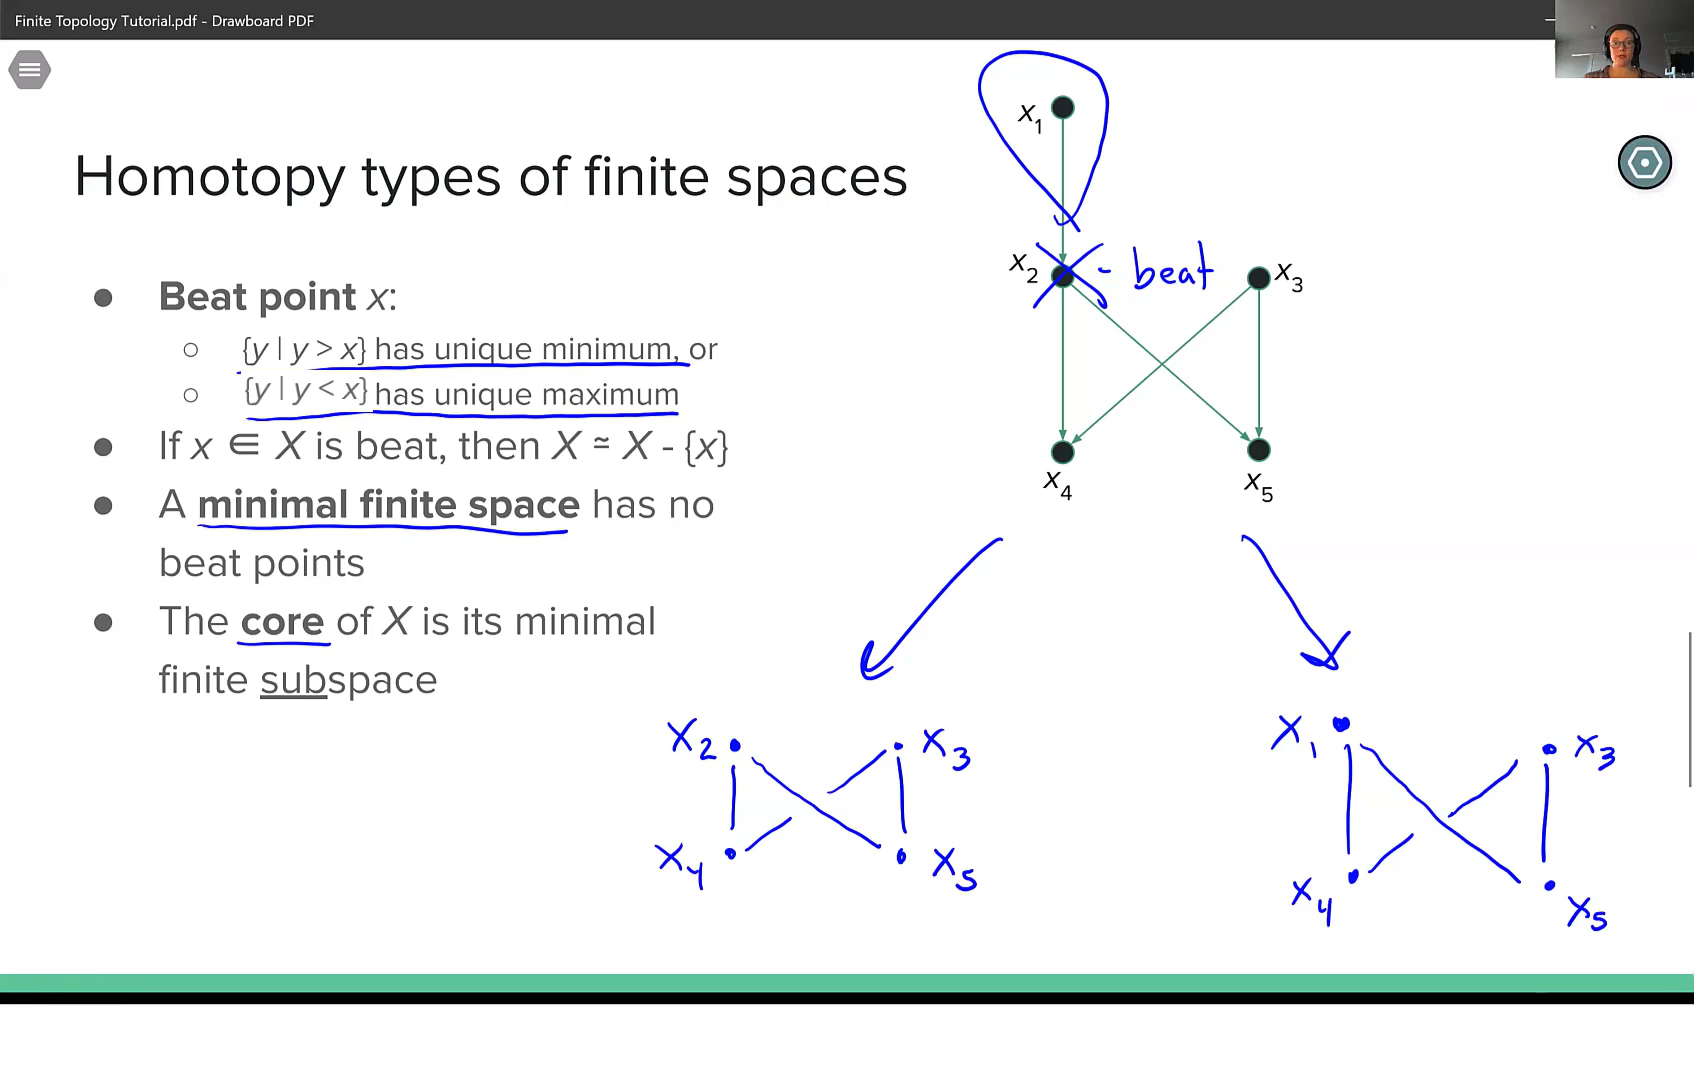 Finite Topology Tutorial.pdf - Drawboard PDF
Homotopy types of finite spaces
● Beat point x:
○ {y | y > x} has unique minimum, or
○ {y | y < x} has unique maximum
● If x ∈ X is beat, then X ≃ X - {x}
● A minimal finite space has no
beat points
● The core of X is its minimal
finite subspace
x1
x2 - beat x3
x4 x5
x2 x3
x4 x5
x1 x3
x4 x5